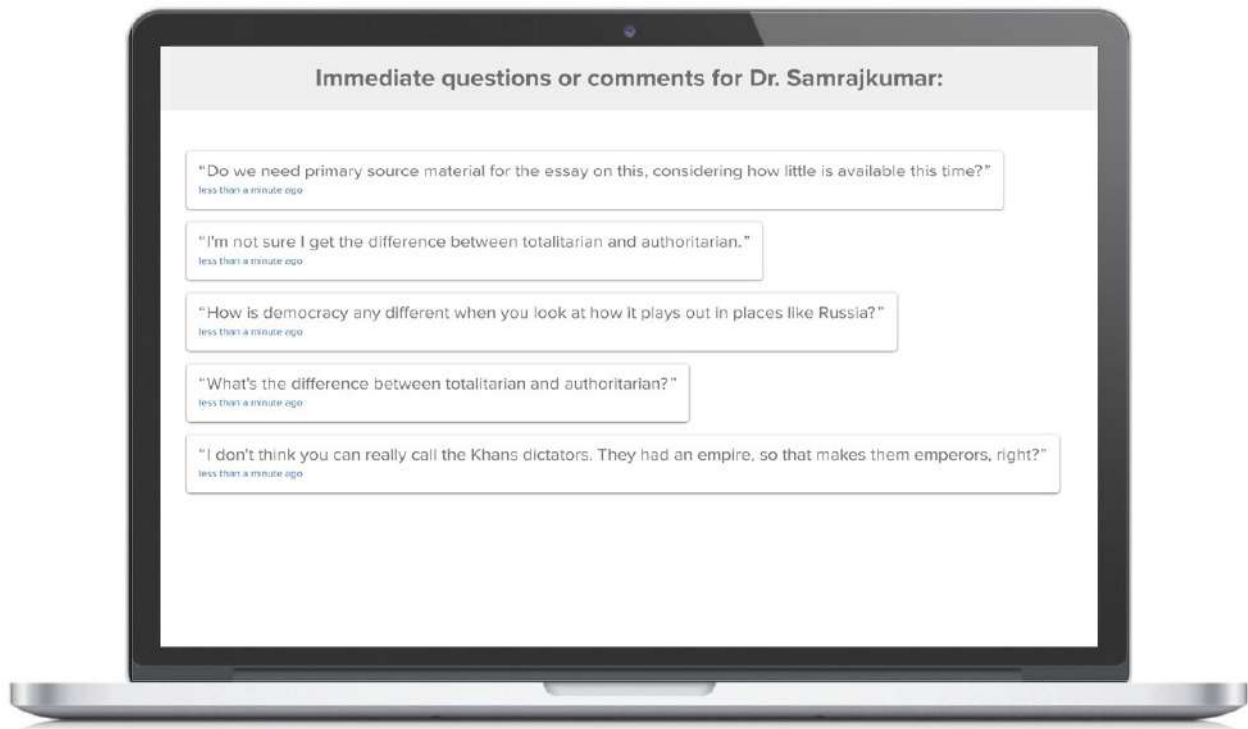 Immediate questions or comments for Dr. Samrajkumar:
“Do we need primary source material for the essay on this, considering how little is available this time?”
less than a minute ago
“I'm not sure I get the difference between totalitarian and authoritarian.”
less than a minute ago
“How is democracy any different when you look at how it plays out in places like Russia?”
less than a minute ago
“What's the difference between totalitarian and authoritarian?”
less than a minute ago
“I don't think you can really call the Khans dictators. They had an empire, so that makes them emperors, right?”
less than a minute ago